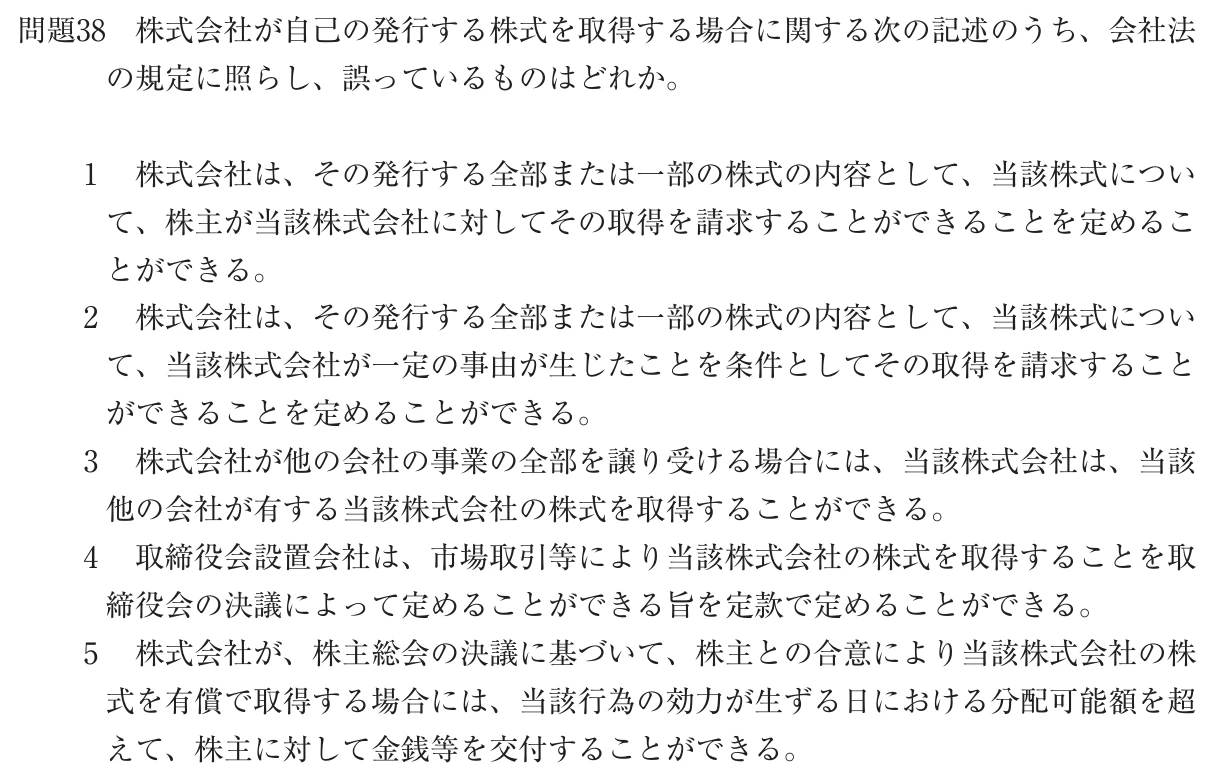 問題38　株式会社が自己の発行する株式を取得する場合に関する次の記述のうち、会社法
の規定に照らし、誤っているものはどれか。
1　株式会社は、その発行する全部または一部の株式の内容として、当該株式につい
て、株主が当該株式会社に対してその取得を請求することができることを定めるこ
とができる。
2　株式会社は、その発行する全部または一部の株式の内容として、当該株式につい
て、当該株式会社が一定の事由が生じたことを条件としてその取得を請求すること
ができることを定めることができる。
3　株式会社が他の会社の事業の全部を譲り受ける場合には、当該株式会社は、当該
他の会社が有する当該株式会社の株式を取得することができる。
4　取締役会設置会社は、市場取引等により当該株式会社の株式を取得することを取
締役会の決議によって定めることができる旨を定款で定めることができる。
5　株式会社が、株主総会の決議に基づいて、株主との合意により当該株式会社の株
式を有償で取得する場合には、当該行為の効力が生ずる日における分配可能額を超
えて、株主に対して金銭等を交付することができる。